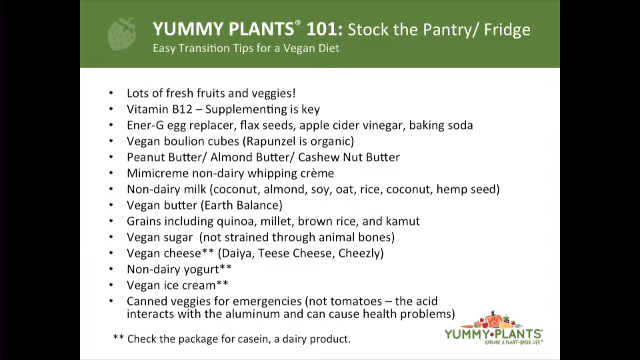 YUMMY PLANTS® 101: Stock the Pantry/ Fridge
Easy Transition Tips for a Vegan Diet
• Lots of fresh fruits and veggies!
• Vitamin B12 – Supplementing is key
• Ener-G egg replacer, flax seeds, apple cider vinegar, baking soda
• Vegan boulion cubes (Rapunzel is organic)
• Peanut Butter/ Almond Butter/ Cashew Nut Butter
• Mimicreme non-dairy whipping crème
• Non-dairy milk (coconut, almond, soy, oat, rice, coconut, hemp seed)
• Vegan butter (Earth Balance)
• Grains including quinoa, millet, brown rice, and kamut
• Vegan sugar (not strained through animal bones)
• Vegan cheese** (Daiya, Teese Cheese, Cheezly)
• Non-dairy yogurt**
• Vegan ice cream**
• Canned veggies for emergencies (not tomatoes – the acid
interacts with the aluminum and can cause health problems)
** Check the package for casein, a dairy product.
YUMMY PLANTS
EXPLORE A PLANT-BASED LIFE